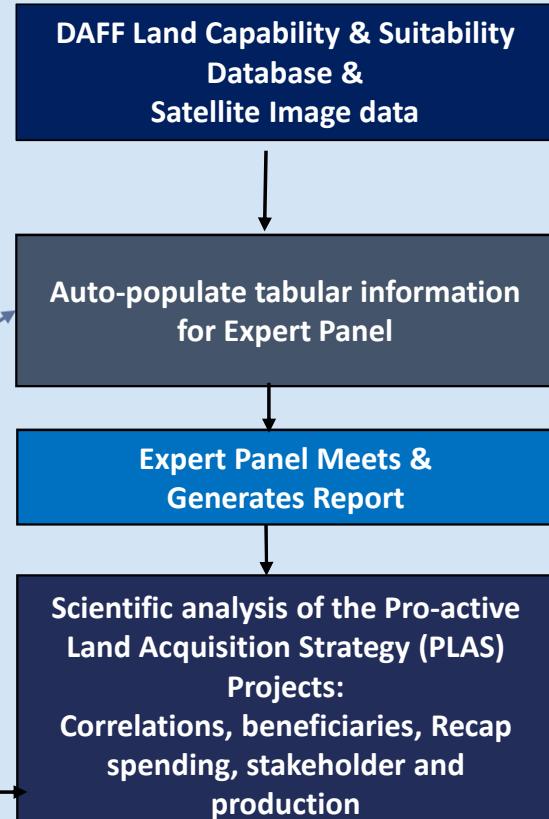 DAFF Land Capability & Suitability
Database &
Satellite Image data
Auto-populate tabular information
for Expert Panel
Expert Panel Meets &
Generates Report
Scientific analysis of the Pro-active
Land Acquisition Strategy (PLAS)
Projects:
Correlations, beneficiaries, Recap
spending, stakeholder and
production